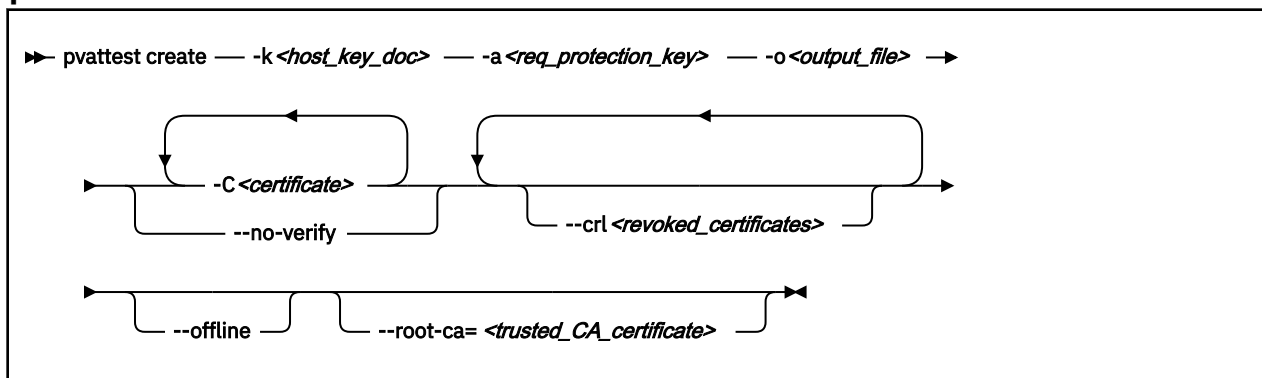 pvattest create -k <host_key_doc> -a <req_protection_key> -o <output_file>
-C <certificate>
--no-verify
--crl <revoked_certificates>
--offline
--root-ca= <trusted_CA_certificate>